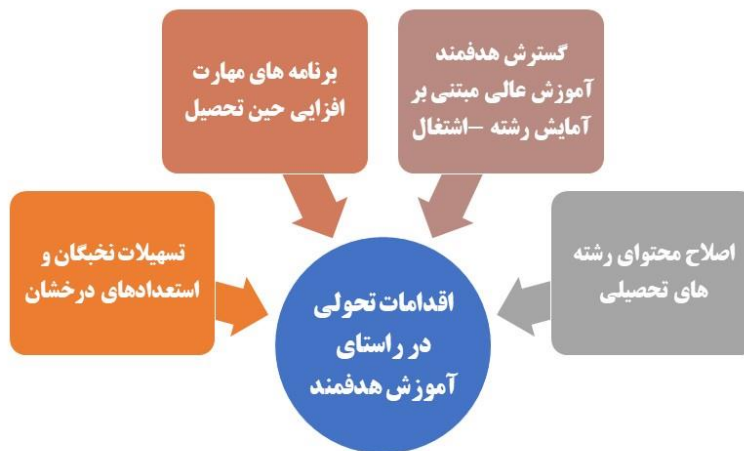 گسترش هدفمند
آموزش عالی مبتنی بر
آمایش رشته –اشتغال
برنامه های مهارت
افزایی حین تحصیل
اصلاح محتوای رشته
های تحصیلی
تسهیلات نخبگان و
استعدادهای درخشان
اقدامات تحولی
در راستای
آموزش هدفمند